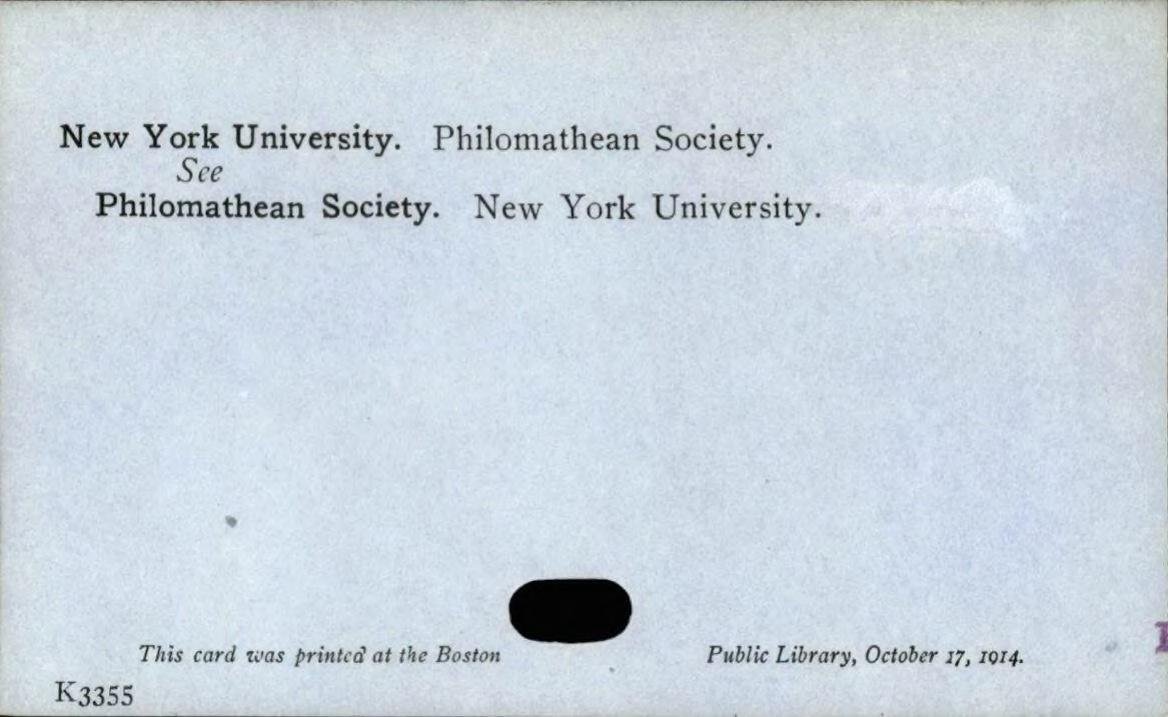 New York University. Philomathean Society.
See
Philomathean Society. New York University.
This card was printed at the Boston Public Library, October 17, 1914.
K3355